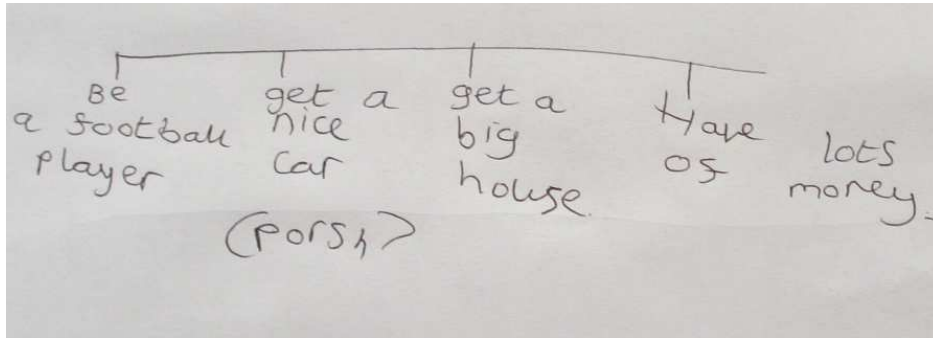 Be
a football
player
get a
nice
car
(porsh)
get a
big
house.
Have lots
of money.